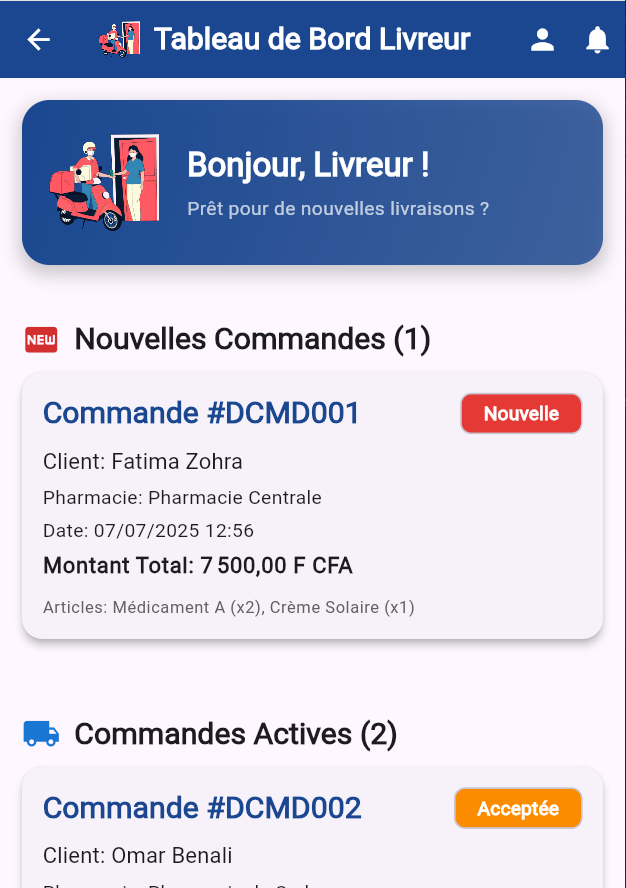 Tableau de Bord Livreur
Bonjour, Livreur !
Prêt pour de nouvelles livraisons ?
NEW
Nouvelles Commandes (1)
Commande #DCMD001
Nouvelle
Client: Fatima Zohra
Pharmacie: Pharmacie Centrale
Date: 07/07/2025 12:56
Montant Total: 7 500,00 F CFA
Articles: Médicament A (x2), Crème Solaire (x1)
Commandes Actives (2)
Commande #DCMD002
Acceptée
Client: Omar Benali